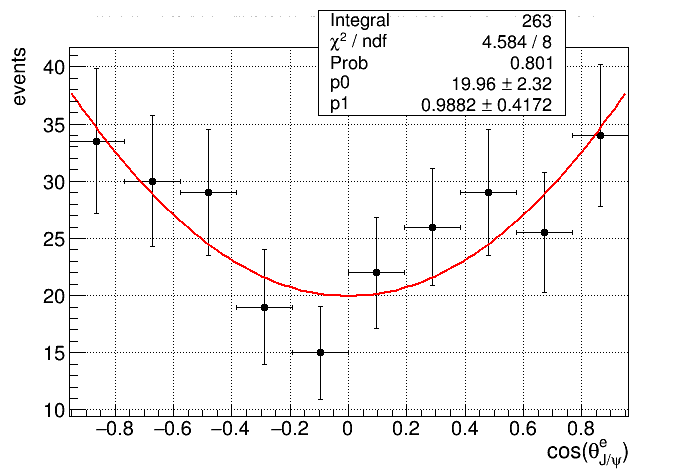 Integral 263
χ² / ndf 4.584 / 8
Prob 0.801
p0 19.96 ± 2.32
p1 0.9882 ± 0.4172
events
40
35
30
25
20
15
10
−0.8 −0.6 −0.4 −0.2 0 0.2 0.4 0.6 0.8
cos(θᵉ_J/ψ)